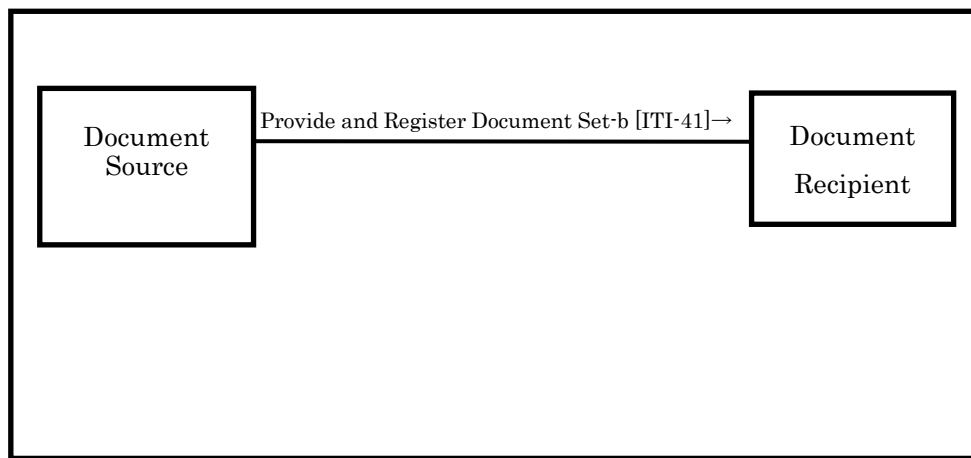 Document
Source
Provide and Register Document Set-b [ITI-41]→
Document
Recipient